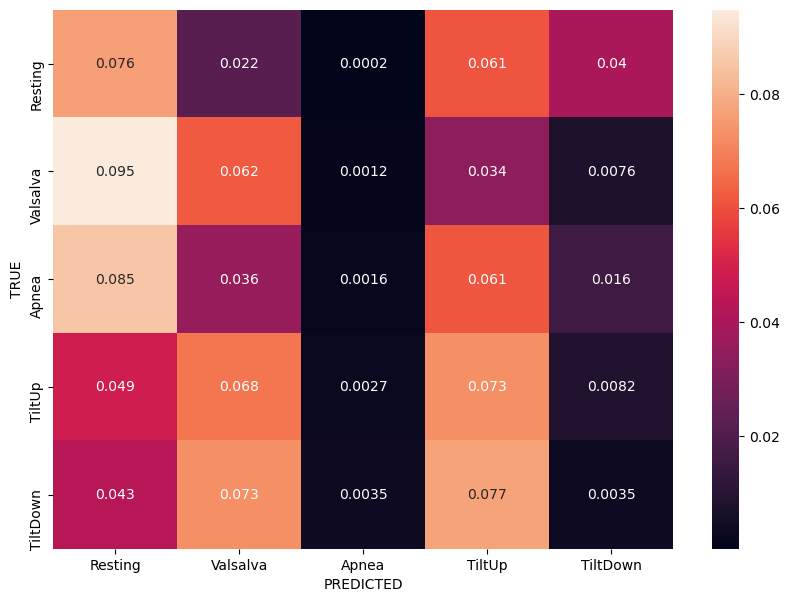 TRUE
Resting 0.076 0.022 0.0002 0.061 0.04
Valsalva 0.095 0.062 0.0012 0.034 0.0076
Apnea 0.085 0.036 0.0016 0.061 0.016
TiltUp 0.049 0.068 0.0027 0.073 0.0082
TiltDown 0.043 0.073 0.0035 0.077 0.0035
Resting Valsalva Apnea TiltUp TiltDown
PREDICTED
0.08
0.06
0.04
0.02